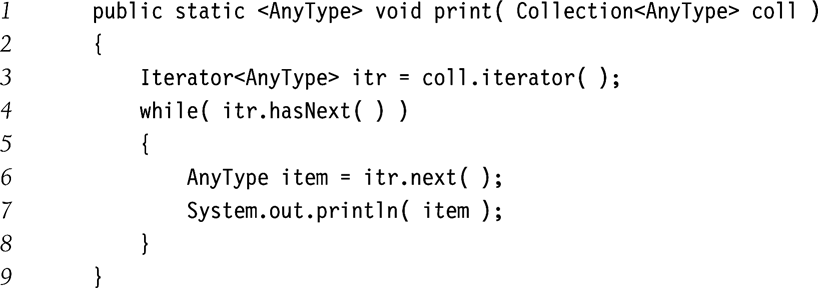 1 public static <AnyType> void print( Collection<AnyType> coll )
2 {
3 Iterator<AnyType> itr = coll.iterator( );
4 while( itr.hasNext( ) )
5 {
6 AnyType item = itr.next( );
7 System.out.println( item );
8 }
9 }